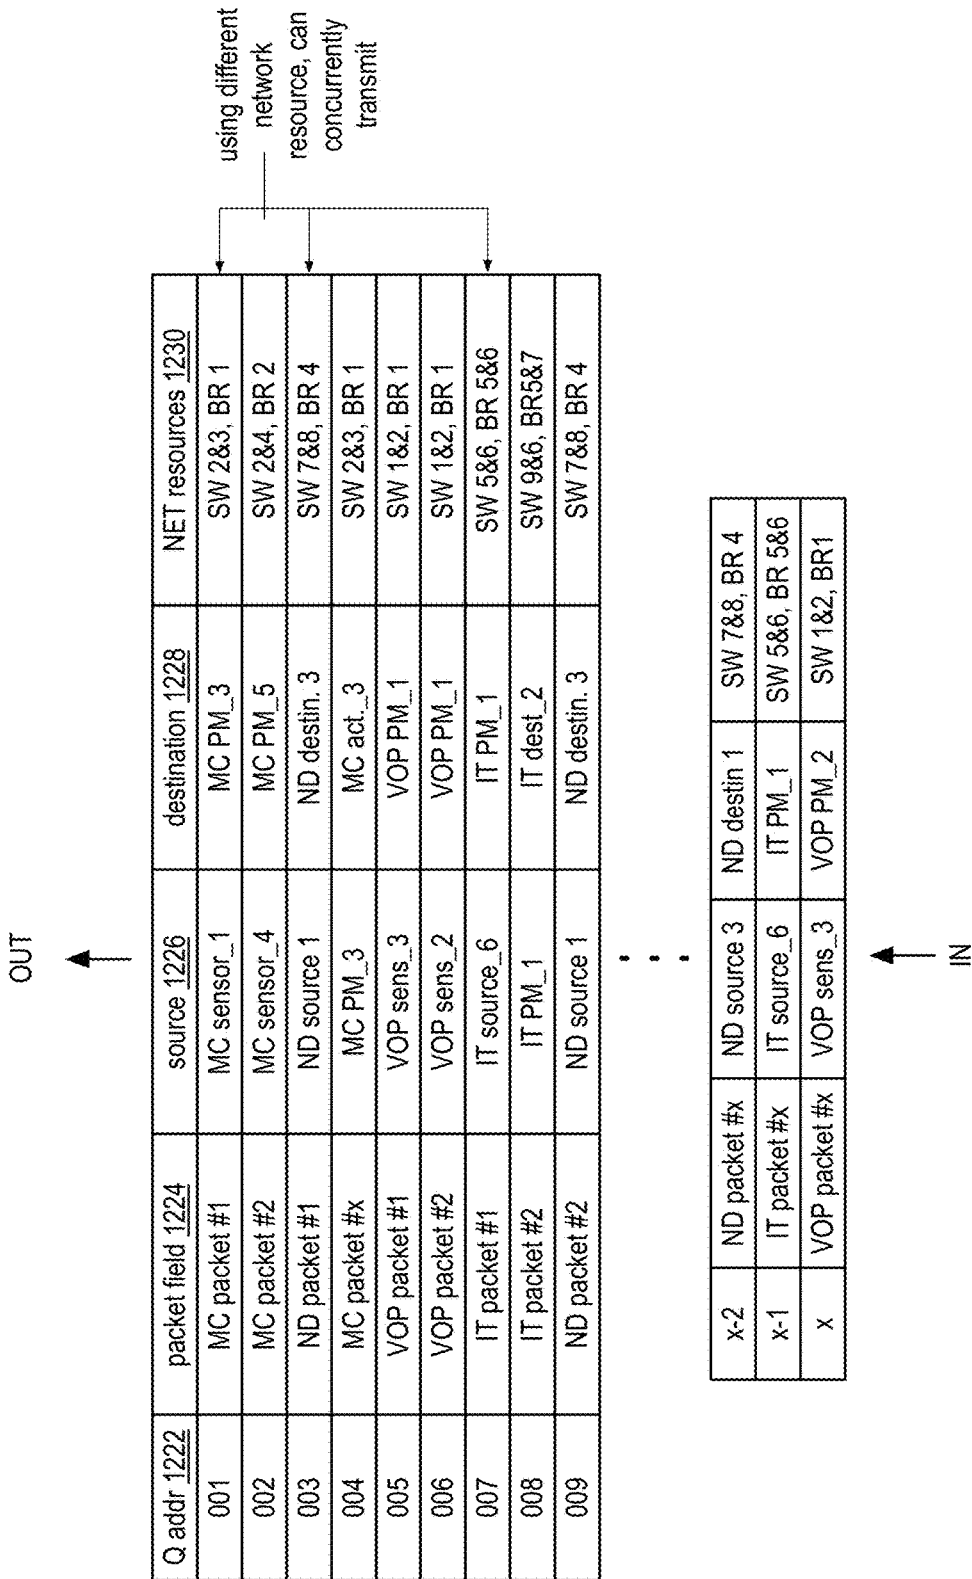 OUT
Q addr 1222 packet field 1224 source 1226 destination 1228 NET resources 1230
001 MC packet #1 MC sensor_1 MC PM_3 SW 2&3, BR 1
002 MC packet #2 MC sensor_4 MC PM_5 SW 2&4, BR 2
003 ND packet #1 ND source 1 ND destin. 3 SW 7&8, BR 4
004 MC packet #x MC PM_3 MC act._3 SW 2&3, BR 1
005 VOP packet #1 VOP sens_3 VOP PM_1 SW 1&2, BR 1
006 VOP packet #2 VOP sens_2 VOP PM_1 SW 1&2, BR 1
007 IT packet #1 IT source_6 IT PM_1 SW 5&6, BR 5&6
008 IT packet #2 IT PM_1 IT dest_2 SW 9&6, BR5&7
009 ND packet #2 ND source 1 ND destin. 3 SW 7&8, BR 4
using different
network
resource, can
concurrently
transmit
x-2 ND packet #x ND source 3 ND destin 1 SW 7&8, BR 4
x-1 IT packet #x IT source_6 IT PM_1 SW 5&6, BR 5&6
x VOP packet #x VOP sens_3 VOP PM_2 SW 1&2, BR1
IN